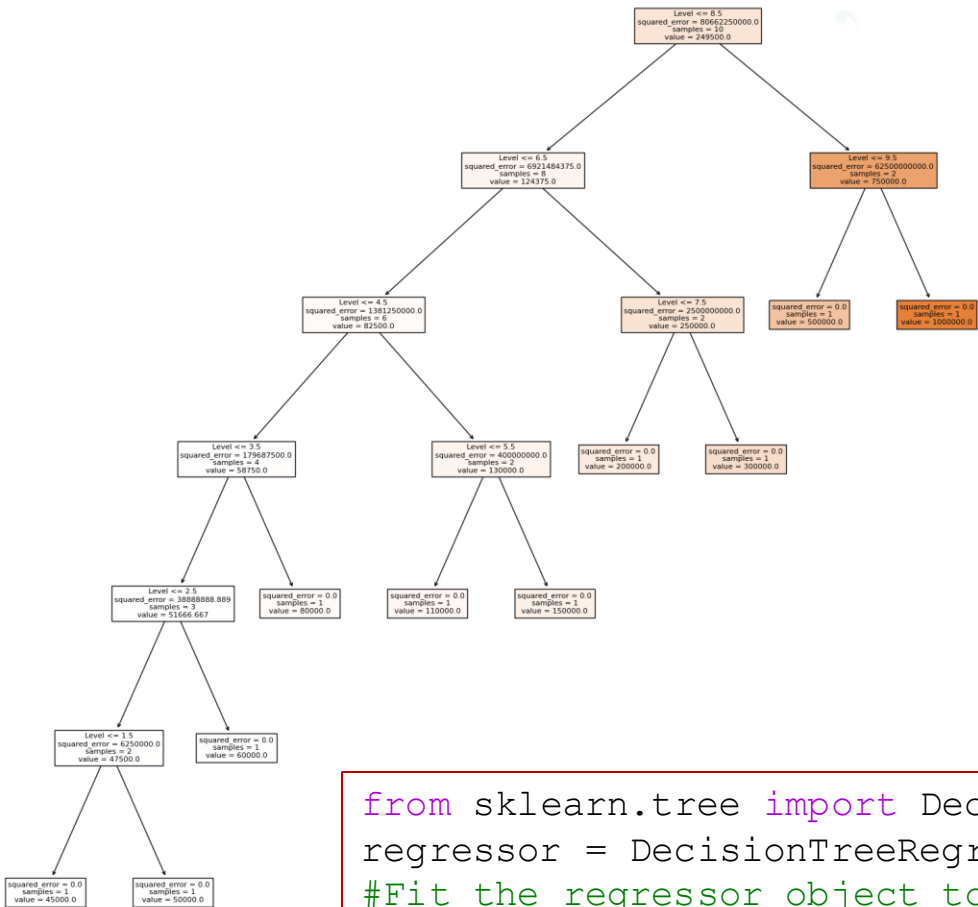 Level <= 8.5
squared_error = 80662250000.0
samples = 10
value = 249500.0
Level <= 6.5
squared_error = 6921484375.0
samples = 8
value = 124375.0
Level <= 9.5
squared_error = 62500000000.0
samples = 2
value = 750000.0
Level <= 4.5
squared_error = 1381250000.0
samples = 6
value = 82500.0
Level <= 7.5
squared_error = 2500000000.0
samples = 2
value = 250000.0
squared_error = 0.0
samples = 1
value = 500000.0
squared_error = 0.0
samples = 1
value = 1000000.0
Level <= 3.5
squared_error = 179687500.0
samples = 4
value = 58750.0
Level <= 5.5
squared_error = 400000000.0
samples = 2
value = 130000.0
squared_error = 0.0
samples = 1
value = 200000.0
squared_error = 0.0
samples = 1
value = 300000.0
Level <= 2.5
squared_error = 38888888.889
samples = 3
value = 51666.667
squared_error = 0.0
samples = 1
value = 80000.0
squared_error = 0.0
samples = 1
value = 110000.0
squared_error = 0.0
samples = 1
value = 150000.0
Level <= 1.5
squared_error = 6250000.0
samples = 2
value = 47500.0
squared_error = 0.0
samples = 1
value = 60000.0
squared_error = 0.0
samples = 1
value = 45000.0
squared_error = 0.0
samples = 1
value = 50000.0
from sklearn.tree import Dec
regressor = DecisionTreeRegr
#Fit the regressor object to